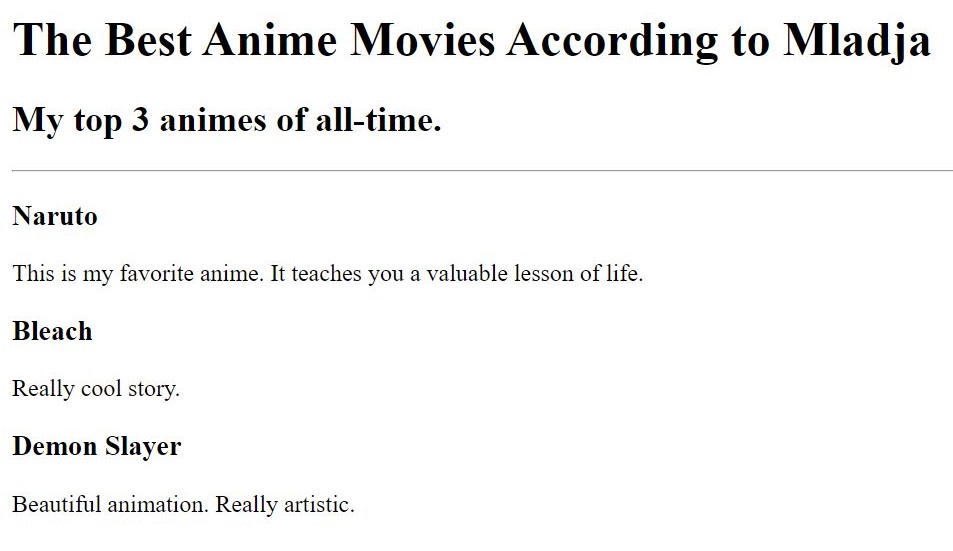 The Best Anime Movies According to Mladja
My top 3 animes of all-time.
Naruto
This is my favorite anime. It teaches you a valuable lesson of life.
Bleach
Really cool story.
Demon Slayer
Beautiful animation. Really artistic.